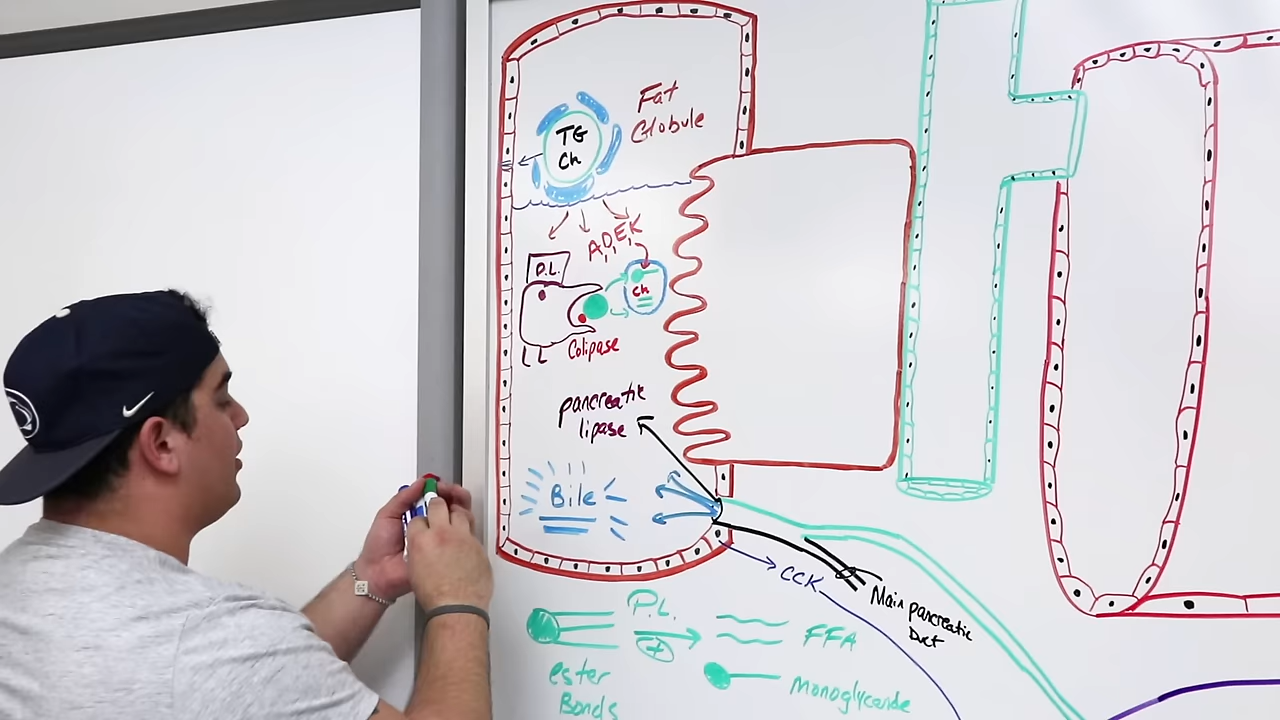 Fat
Globule
TG
Ch
A,D,E,K
P.L.
Ch
Colipase
pancreatic
lipase
Bile
CCK
Main pancreatic
Duct
P.L.
+
FFA
ester
Bonds
Monoglyceride